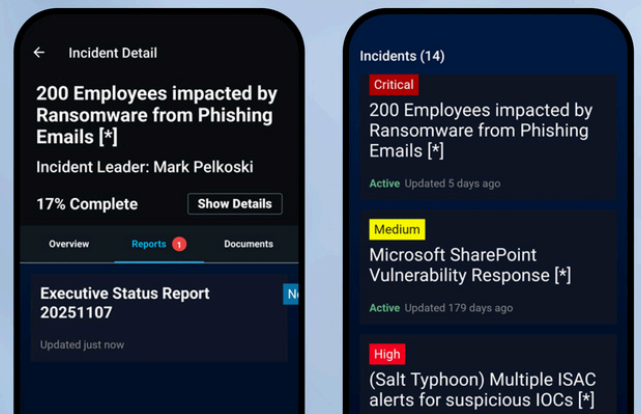 ← Incident Detail
200 Employees impacted by
Ransomware from Phishing
Emails [*]
Incident Leader: Mark Pelkoski
17% Complete
Show Details
Overview
Reports 1
Documents
Executive Status Report
20251107
Updated just now
Incidents (14)
Critical
200 Employees impacted by
Ransomware from Phishing
Emails [*]
Active Updated 5 days ago
Medium
Microsoft SharePoint
Vulnerability Response [*]
Active Updated 179 days ago
High
(Salt Typhoon) Multiple ISAC
alerts for suspicious IOCs [*]